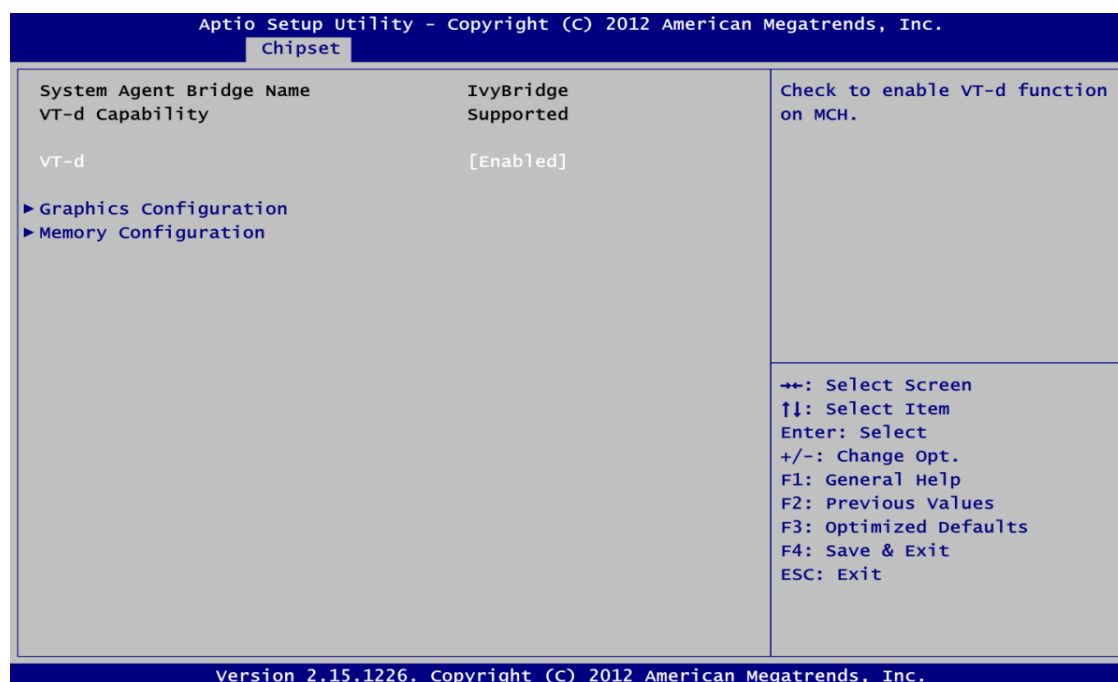 Aptio Setup Utility - Copyright (C) 2012 American Megatrends, Inc.
Chipset
System Agent Bridge Name IvyBridge
VT-d Capability Supported
VT-d [Enabled]
►Graphics Configuration
►Memory Configuration
Check to enable VT-d function
on MCH.
→←: Select Screen
↑↓: Select Item
Enter: Select
+/-: Change Opt.
F1: General Help
F2: Previous Values
F3: Optimized Defaults
F4: Save & Exit
ESC: Exit
Version 2.15.1226. Copyright (C) 2012 American Megatrends, Inc.